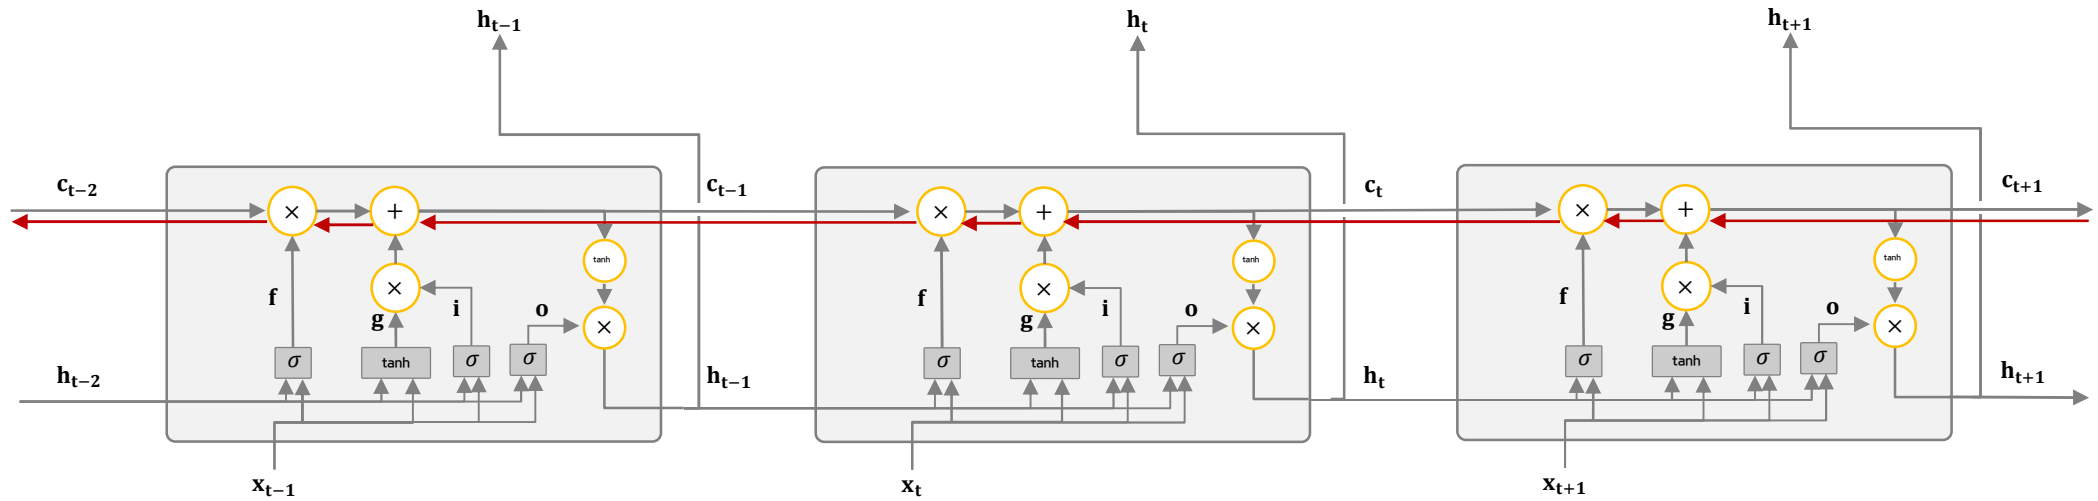 h_{t−1} h_t h_{t+1}
c_{t−2} c_{t−1} c_t c_{t+1}
× + × + × +
tanh tanh tanh
f × i f × i f × i
g o × g o × g o ×
σ tanh σ σ σ tanh σ σ σ tanh σ σ
h_{t−2} h_{t−1} h_t h_{t+1}
x_{t−1} x_t x_{t+1}